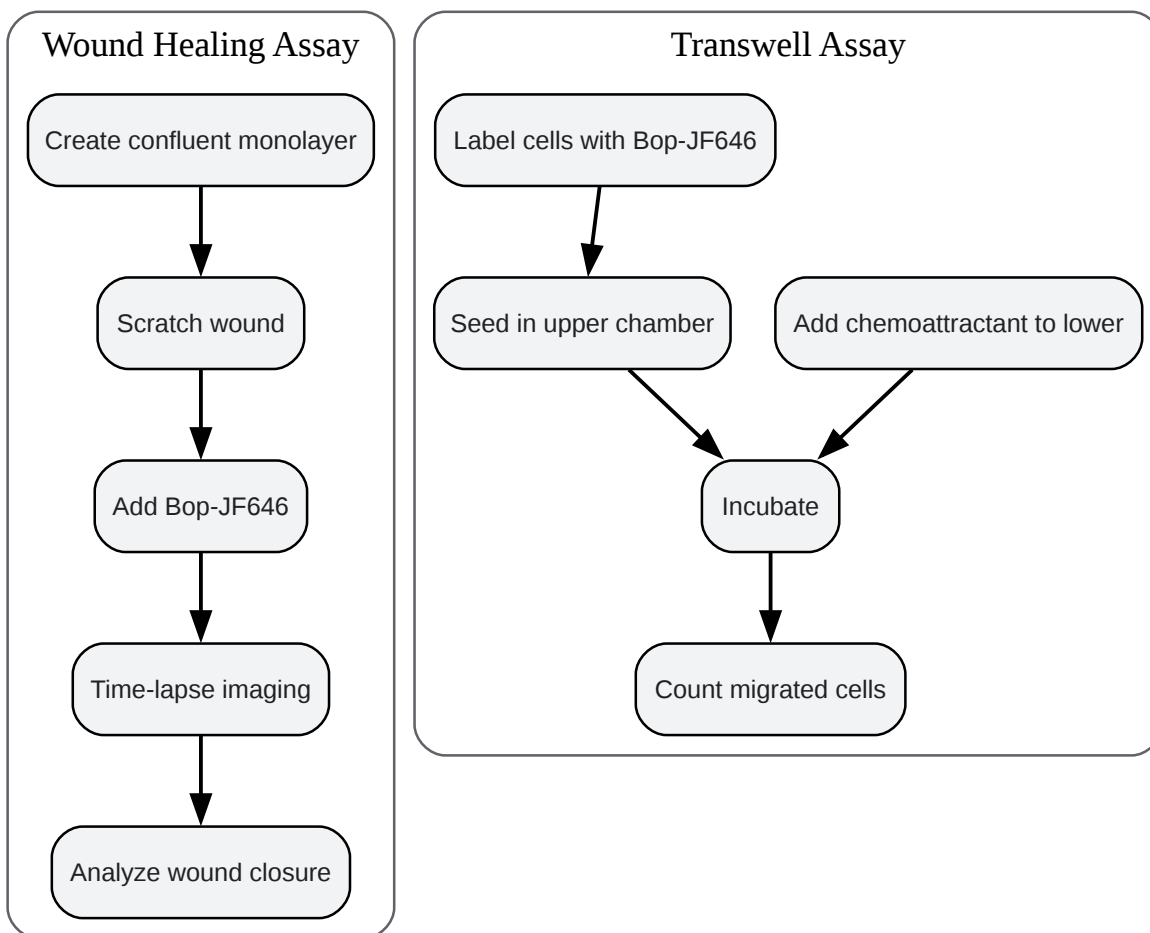 Wound Healing Assay
Create confluent monolayer
Scratch wound
Add Bop-JF646
Time-lapse imaging
Analyze wound closure
Transwell Assay
Label cells with Bop-JF646
Seed in upper chamber
Add chemoattractant to lower
Incubate
Count migrated cells